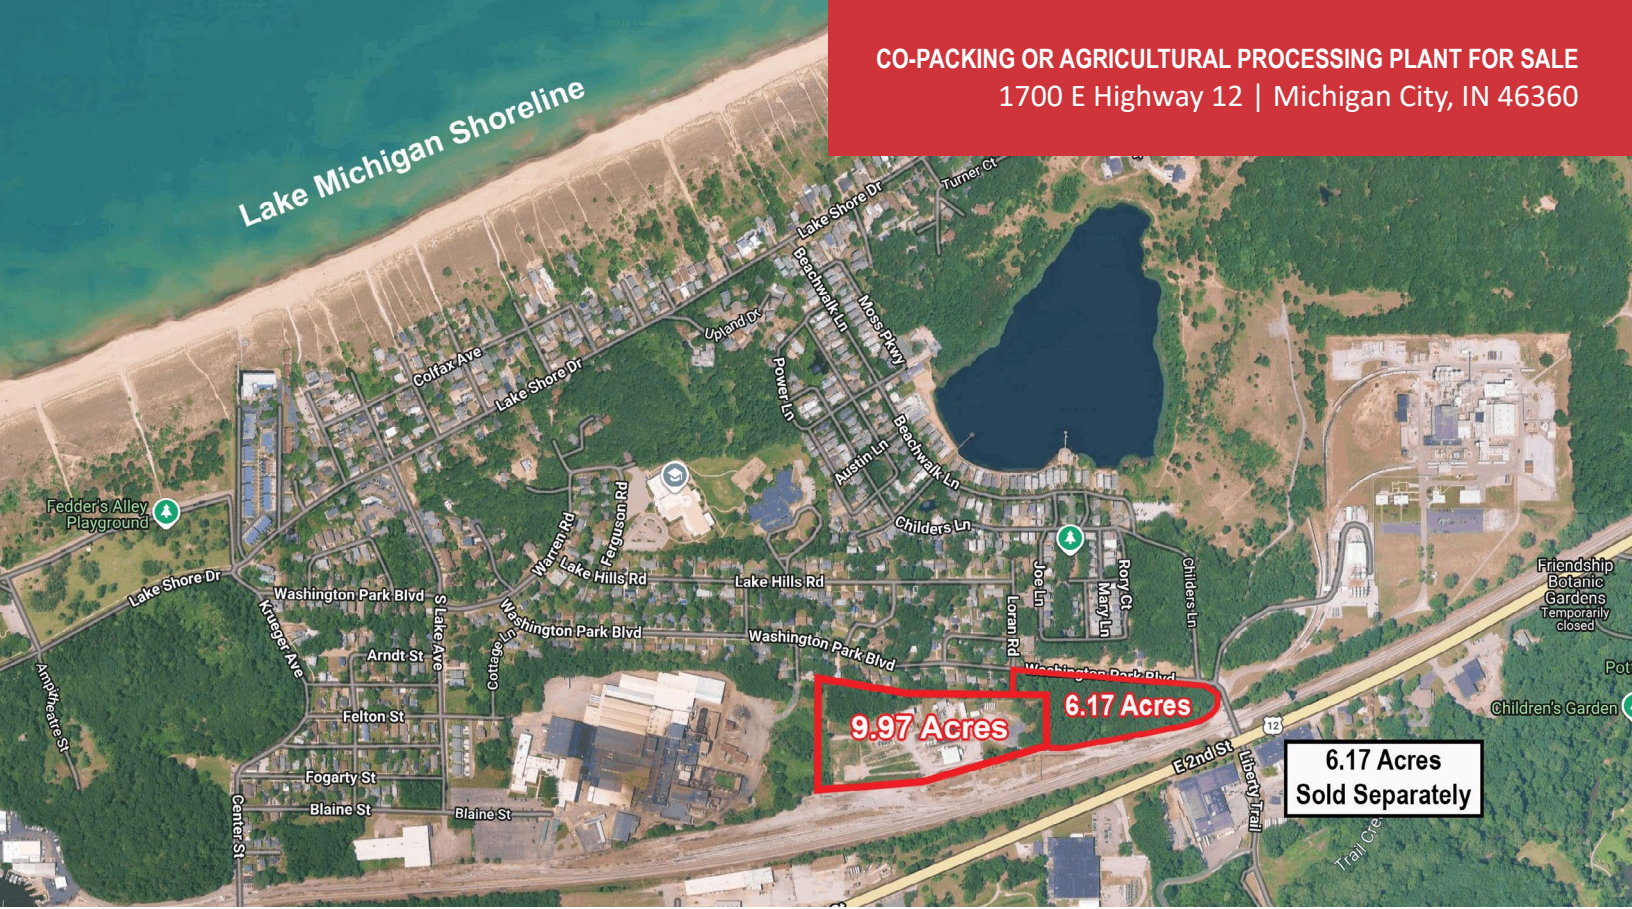 CO-PACKING OR AGRICULTURAL PROCESSING PLANT FOR SALE
1700 E Highway 12 | Michigan City, IN 46360
Lake Michigan Shoreline
Turner Ct
Lake Shore Dr
Beachwalk Ln
Moss Pkwy
Upland Dr
Colfax Ave
Lake Shore Dr
Power Ln
Beachwalk Ln
Austin Ln
Fedder's Alley
Playground
Childers Ln
Warren Rd
Ferguson Rd
Lake Hills Rd
Lake Hills Rd
Lake Shore Dr
Washington Park Blvd
Krueger Ave
S Lake Ave
Washington Park Blvd
Cottage Ln
Washington Park Blvd
Loran Rd
Joe Ln
Mary Ln
Rory Ct
Childers Ln
Friendship
Botanic
Gardens
Temporarily
closed
Arndt St
Ampitheatre St
Washington Park Blvd
9.97 Acres
6.17 Acres
Felton St
Children's Garden
12
E 2nd St
Liberty Trail
6.17 Acres
Sold Separately
Fogarty St
Blaine St
Blaine St
Center St